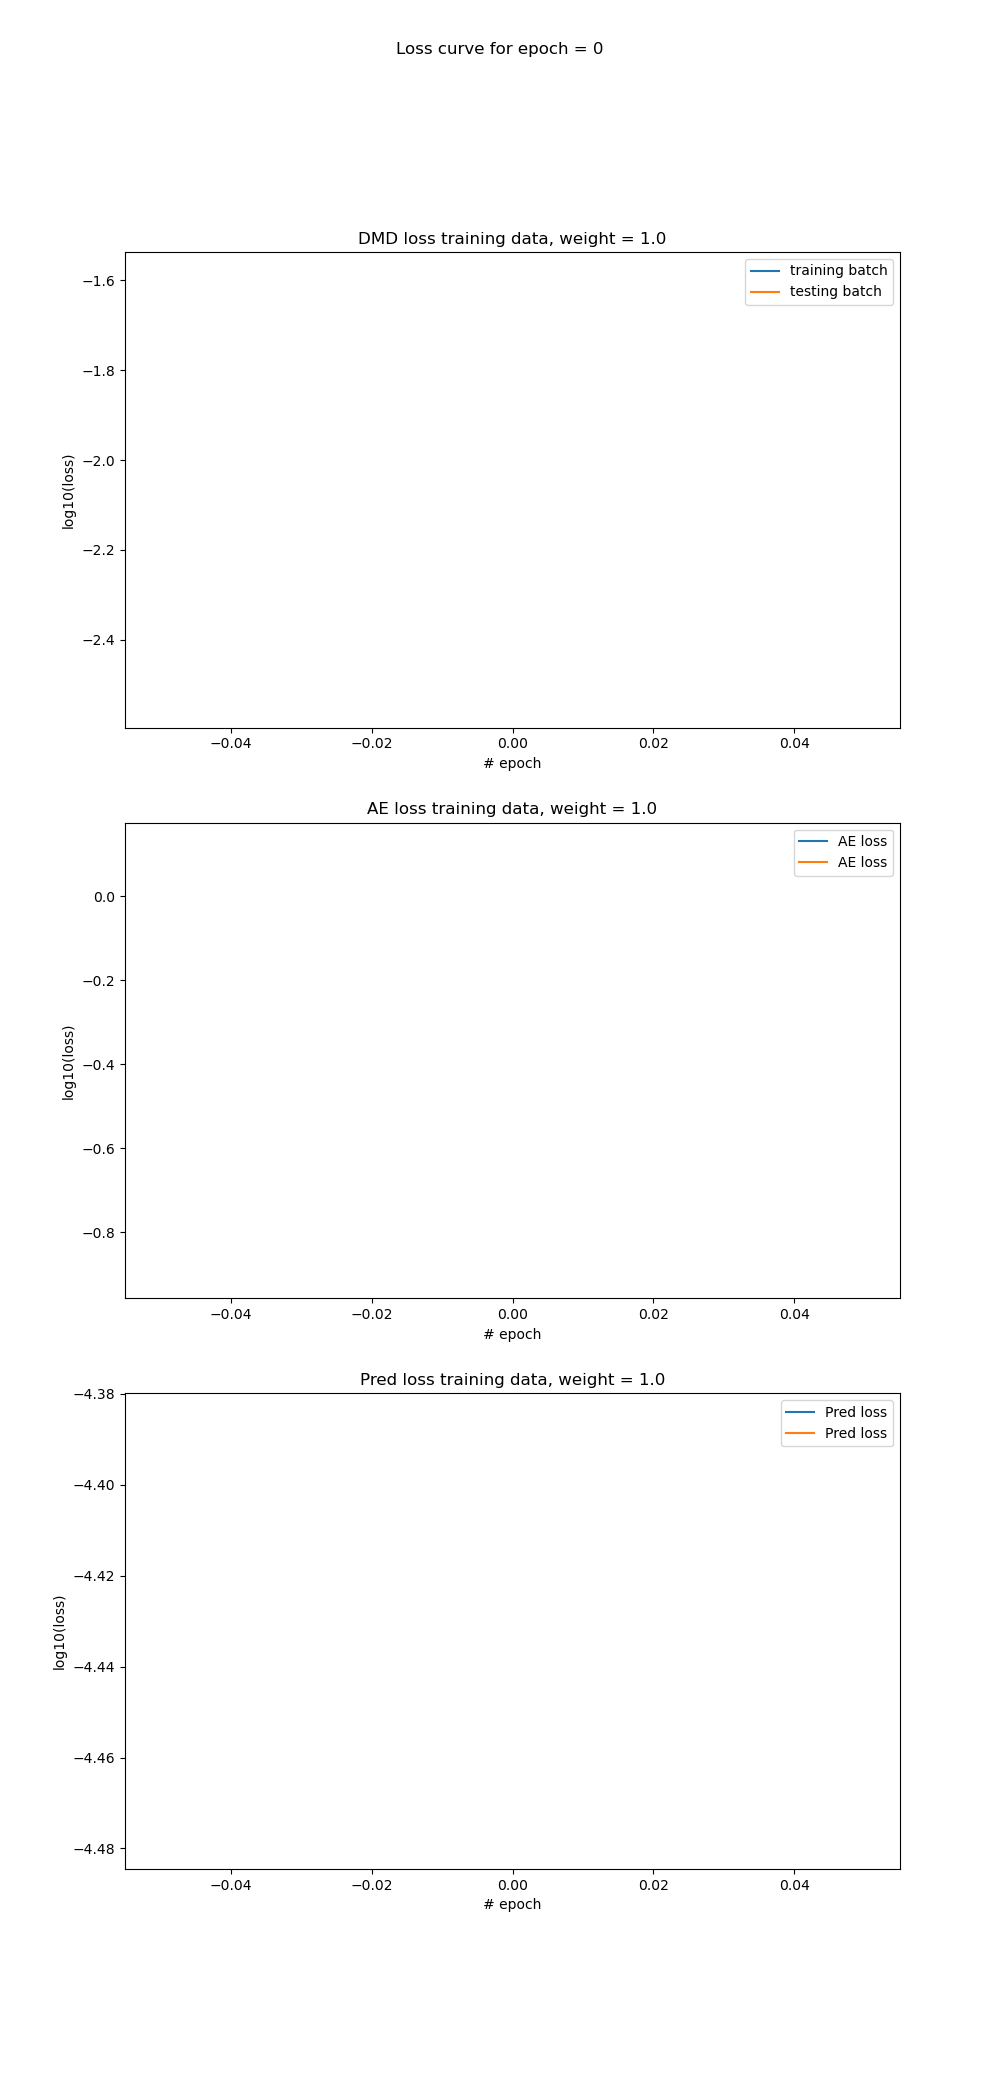 Loss curve for epoch = 0
DMD loss training data, weight = 1.0
training batch
testing batch
−1.6
−1.8
−2.0
−2.2
−2.4
log10(loss)
−0.04 −0.02 0.00 0.02 0.04
# epoch
AE loss training data, weight = 1.0
AE loss
AE loss
0.0
−0.2
−0.4
−0.6
−0.8
log10(loss)
−0.04 −0.02 0.00 0.02 0.04
# epoch
Pred loss training data, weight = 1.0
Pred loss
Pred loss
−4.38
−4.40
−4.42
−4.44
−4.46
−4.48
log10(loss)
−0.04 −0.02 0.00 0.02 0.04
# epoch